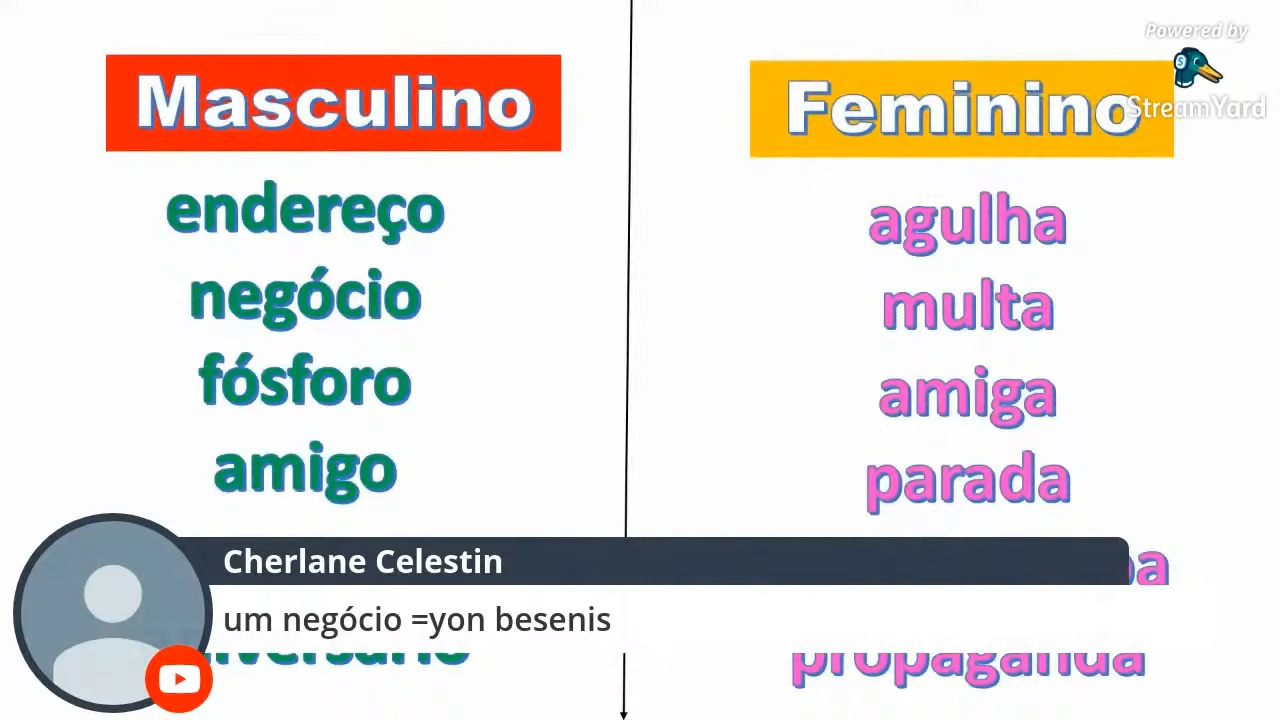 Powered by
StreamYard
Masculino
Feminino
endereço
negócio
fósforo
amigo
agulha
multa
amiga
parada
Cherlane Celestin
um negócio =yon besenis
propaganda